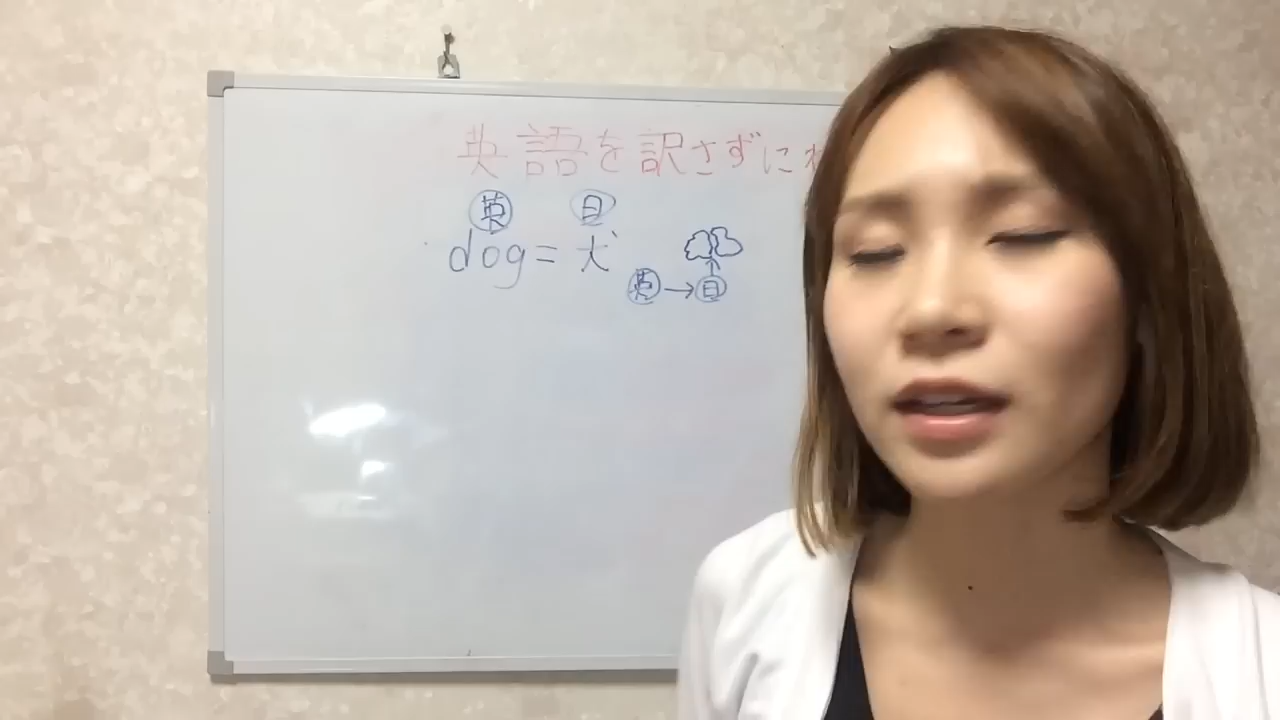 英語を訳さずに
英 日
dog = 犬
英 → 日